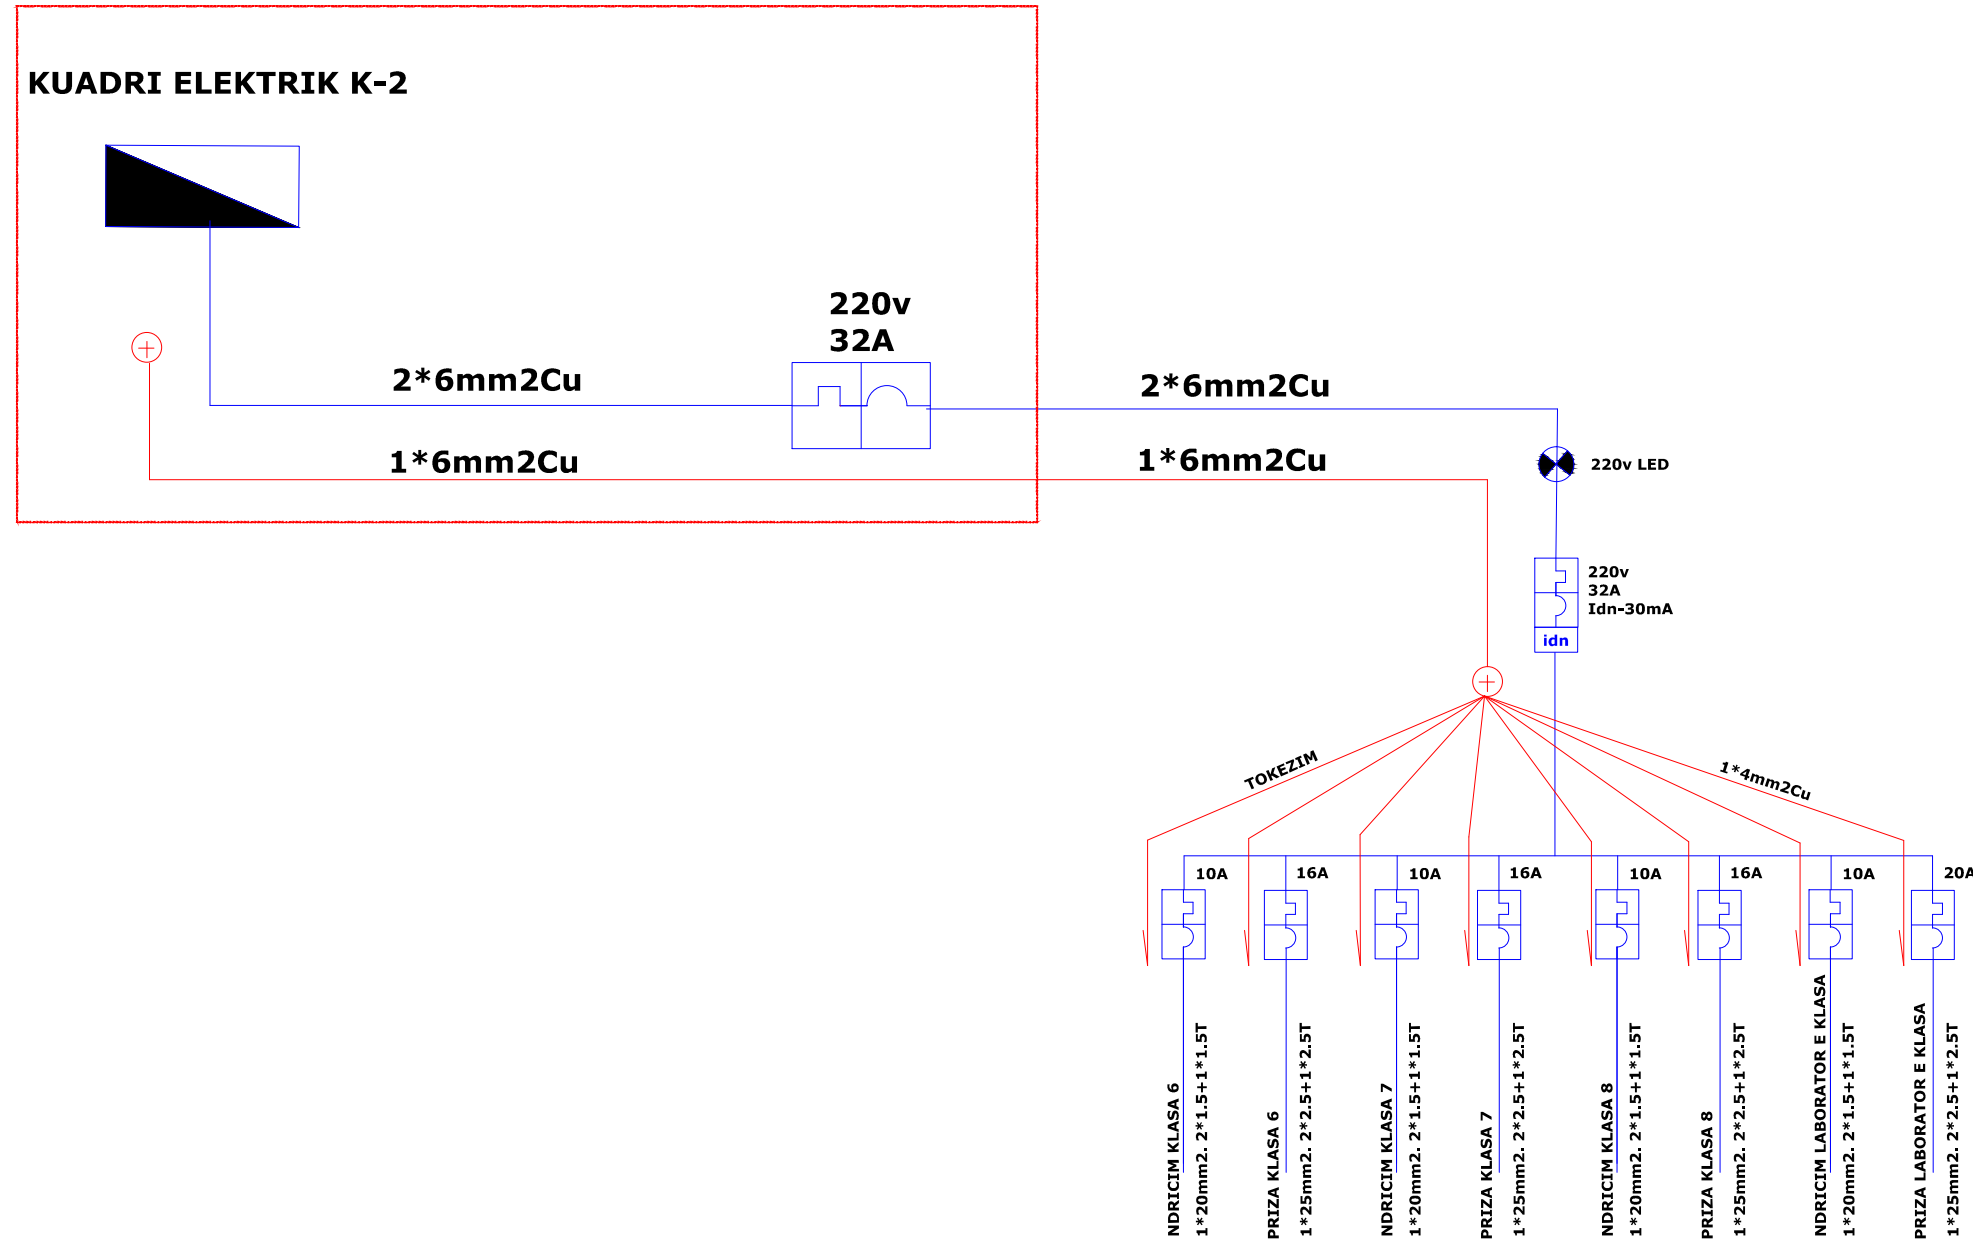 KUADRI ELEKTRIK K-2
220v
32A
2*6mm2Cu
1*6mm2Cu
2*6mm2Cu
1*6mm2Cu
220v LED
220v
32A
Idn-30mA
idn
TOKEZIM
1*4mm2Cu
10A
16A
10A
16A
10A
16A
10A
20A
NDRICIM KLASA 6
1*20mm2. 2*1.5+1*1.5T
PRIZA KLASA 6
1*25mm2. 2*2.5+1*2.5T
NDRICIM KLASA 7
1*20mm2. 2*1.5+1*1.5T
PRIZA KLASA 7
1*25mm2. 2*2.5+1*2.5T
NDRICIM KLASA 8
1*20mm2. 2*1.5+1*1.5T
PRIZA KLASA 8
1*25mm2. 2*2.5+1*2.5T
NDRICIM LABORATOR E KLASA
1*20mm2. 2*1.5+1*1.5T
PRIZA LABORATOR E KLASA
1*25mm2. 2*2.5+1*2.5T